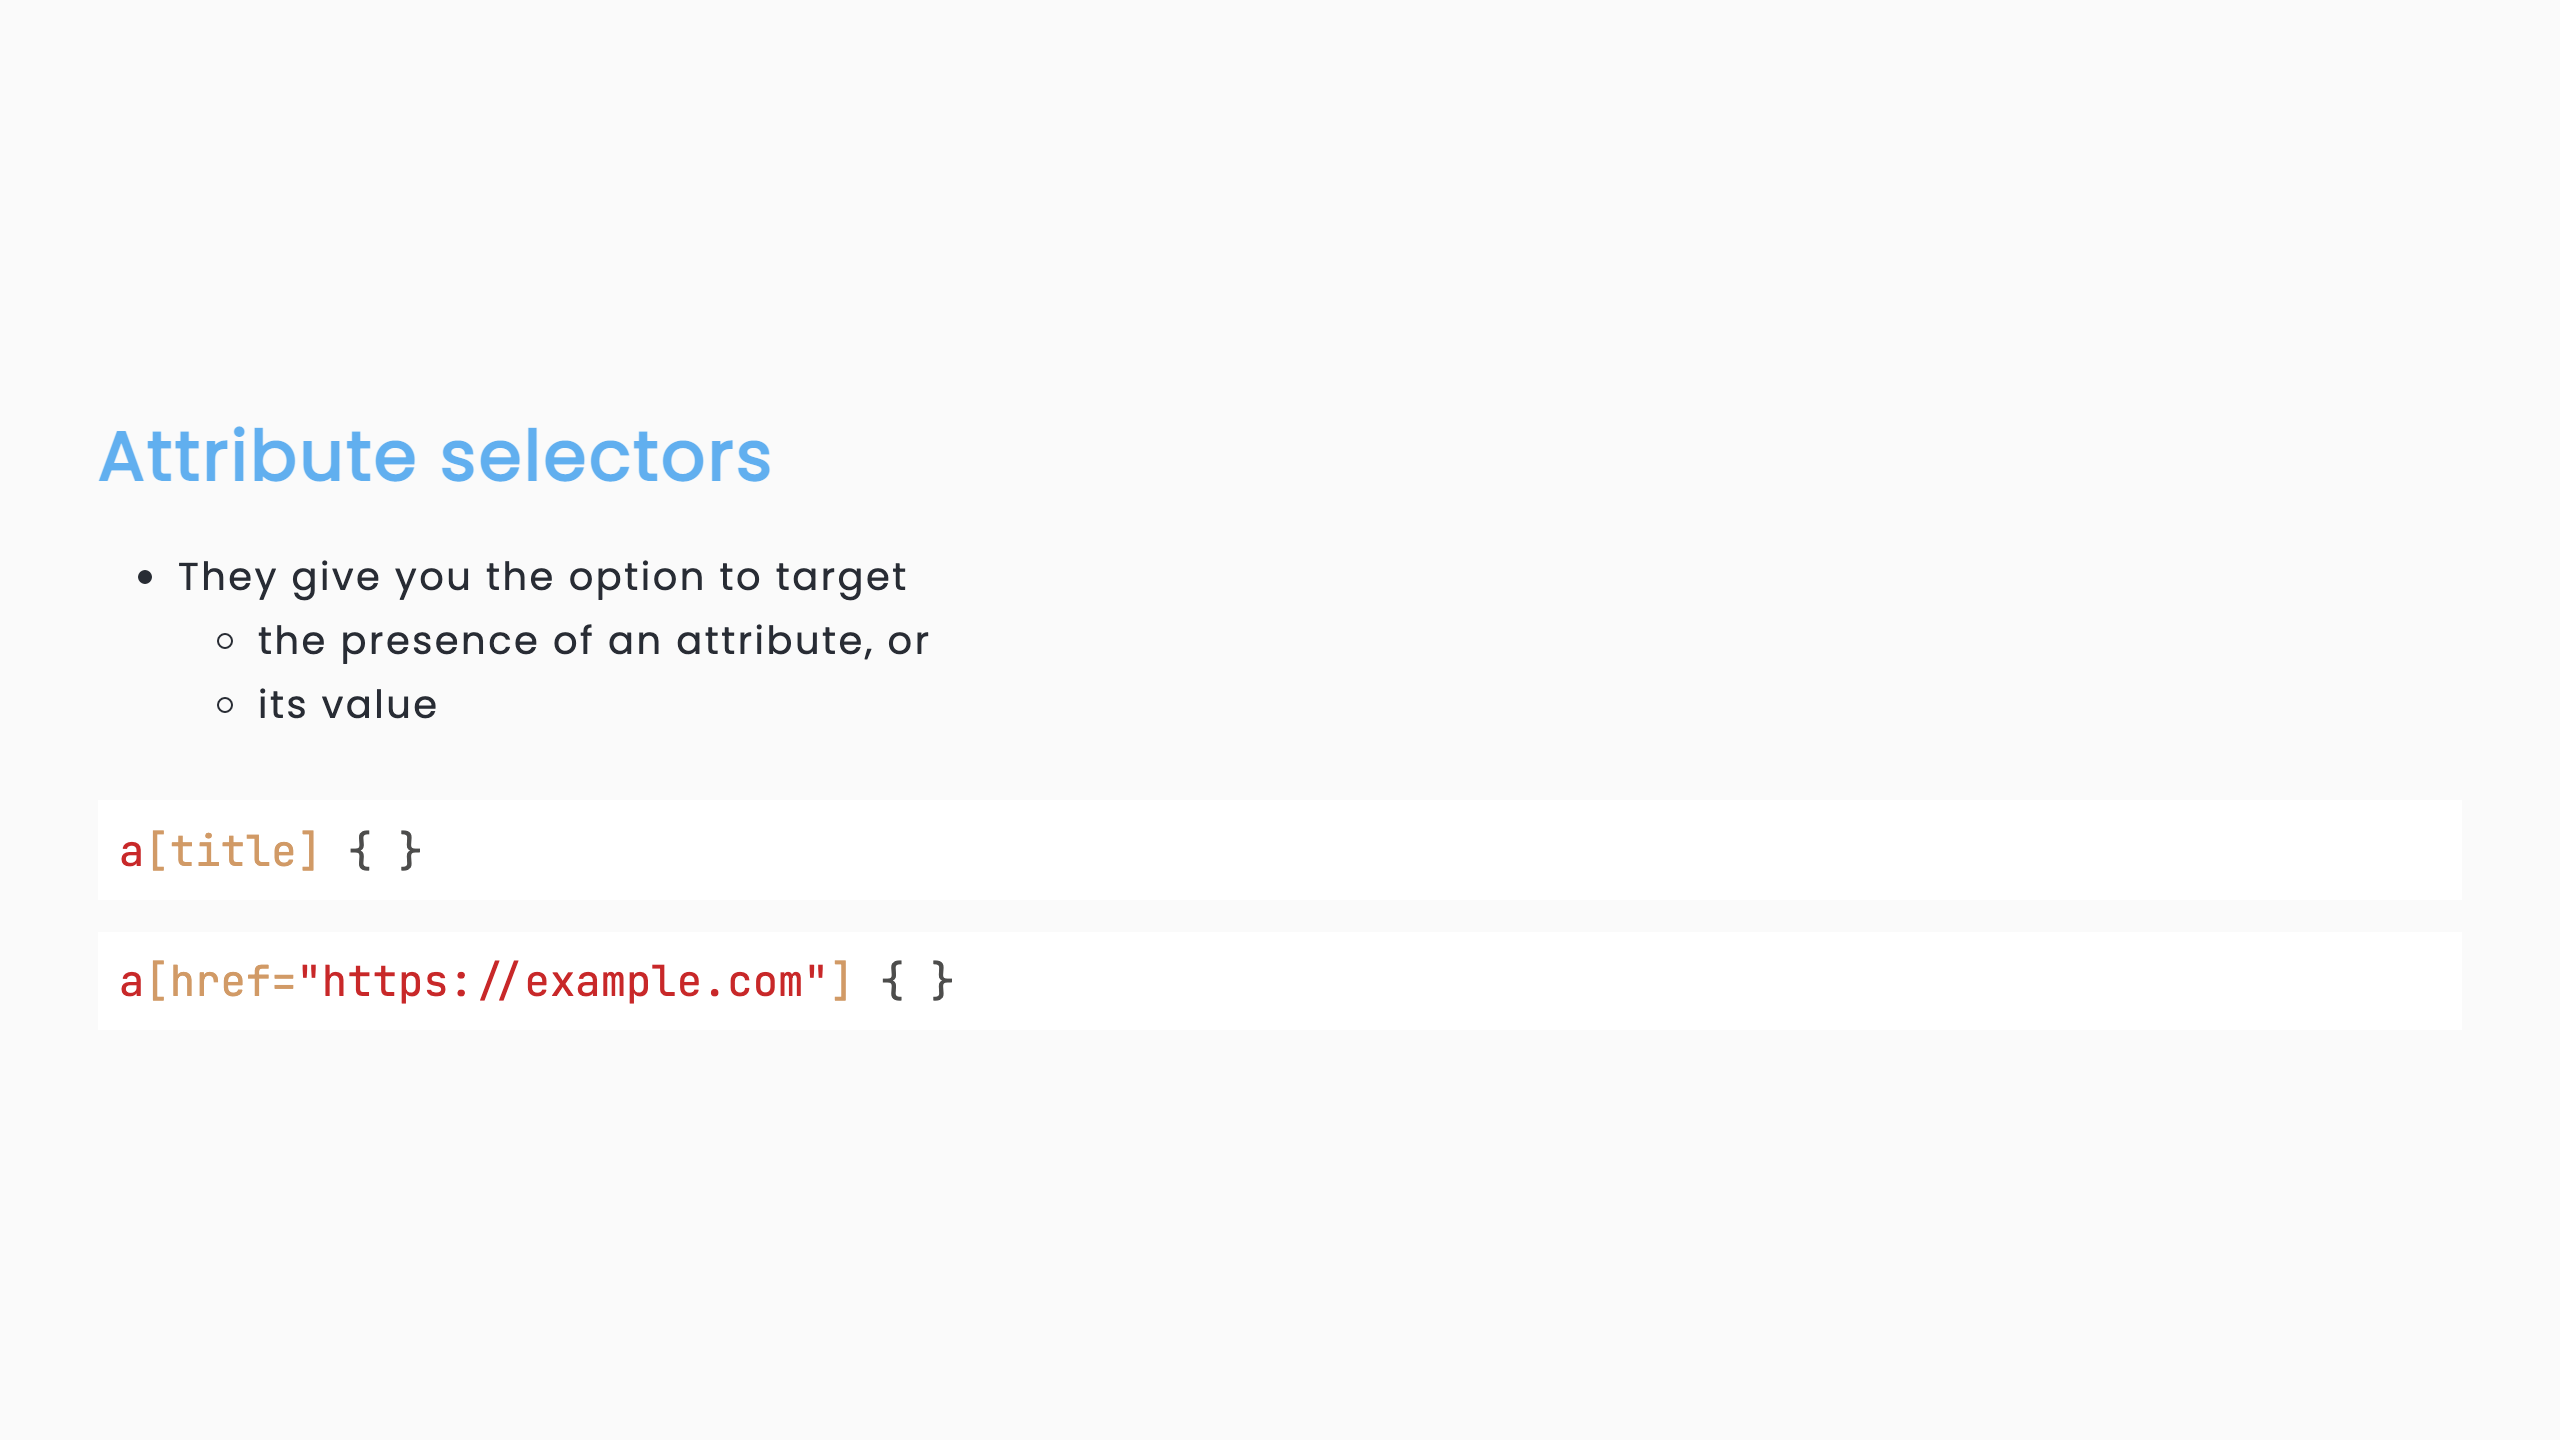 Attribute selectors
They give you the option to target
the presence of an attribute, or
its value
a[title] { }
a[href="https://example.com"] { }